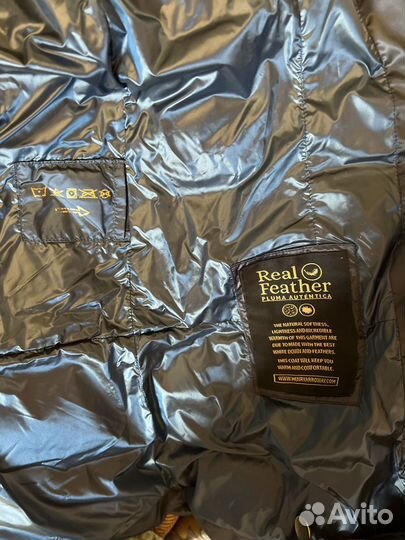 Real
Feather
PLUMA AUTÉNTICA
THE NATURAL SOFTNESS,
LIGHTNESS AND INCREDIBLE
WARMTH OF THIS GARMENT ARE
DUE TO MADE WITH THE BEST
WHITE DOWN AND FEATHERS.
THIS COAT WILL KEEP YOU
WARM AND COMFORTABLE.
Avito